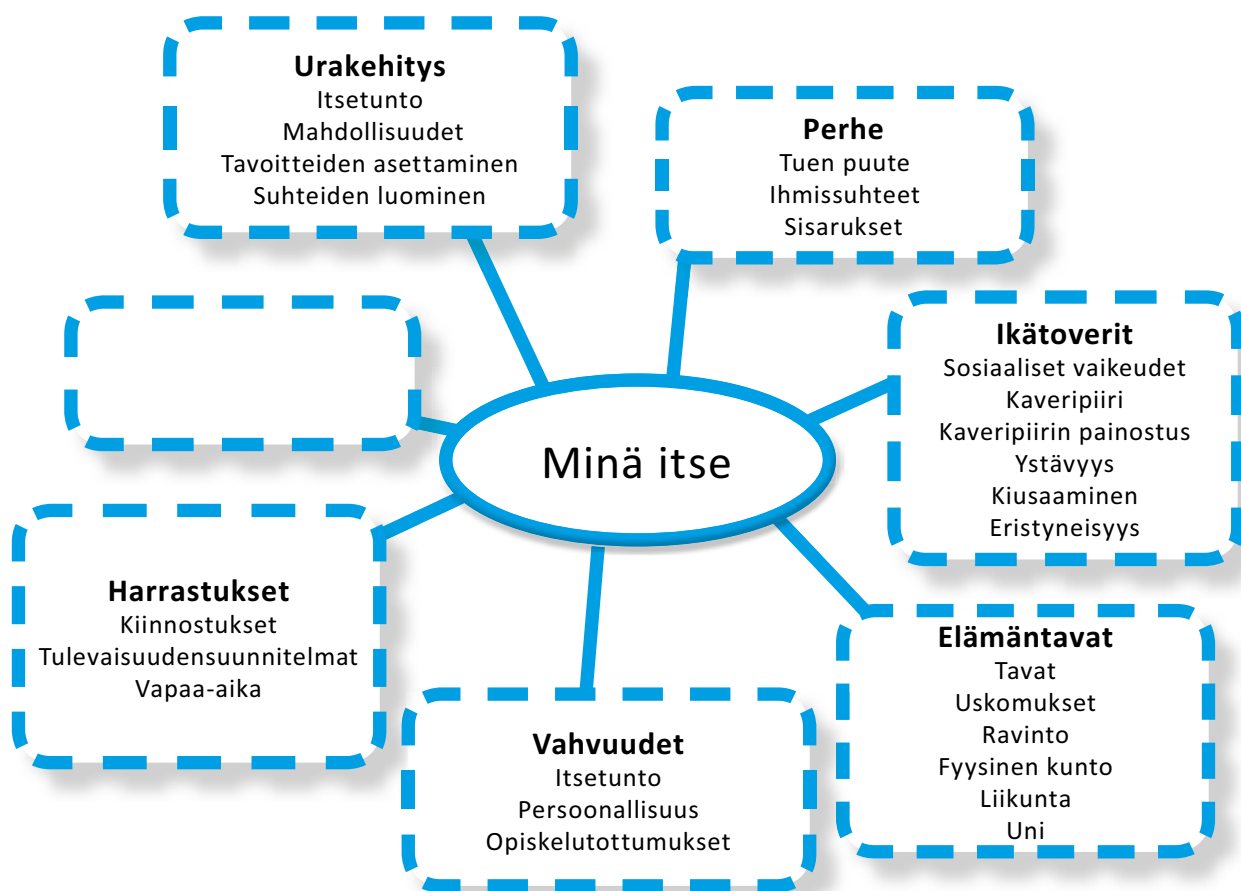 Urakehitys
Itsetunto
Mahdollisuudet
Tavoitteiden asettaminen
Suhteiden luominen
Perhe
Tuen puute
Ihmissuhteet
Sisarukset
Ikätoverit
Sosiaaliset vaikeudet
Kaveripiiri
Kaveripiirin painostus
Ystävyys
Kiusaaminen
Eristyneisyys
Minä itse
Harrastukset
Kiinnostukset
Tulevaisuudensuunnitelmat
Vapaa-aika
Elämäntavat
Tavat
Uskomukset
Ravinto
Fyysinen kunto
Liikunta
Uni
Vahvuudet
Itsetunto
Persoonallisuus
Opiskelutottumukset